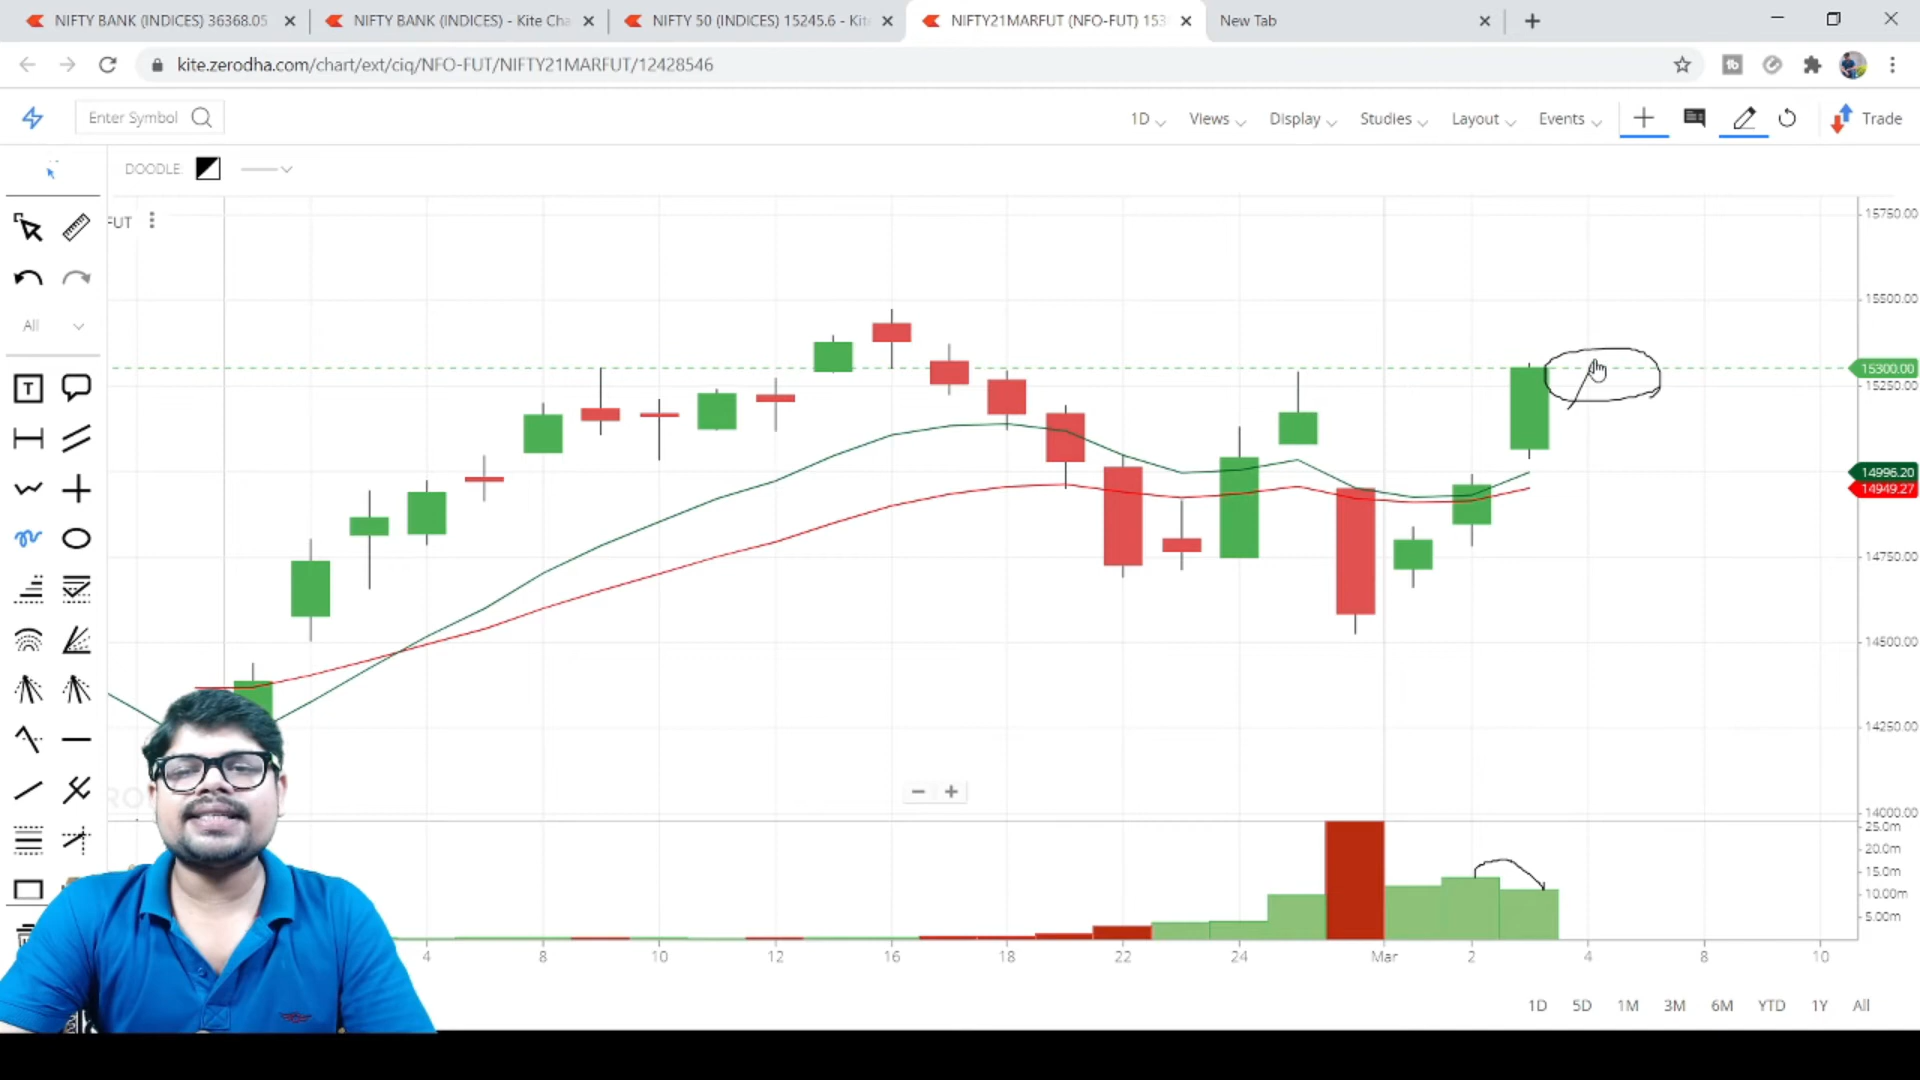 NIFTY BANK (INDICES) 36368.05
NIFTY BANK (INDICES) - Kite Cha
NIFTY 50 (INDICES) 15245.6 - Kit
NIFTY21MARFUT (NFO-FUT) 153
New Tab
kite.zerodha.com/chart/ext/ciq/NFO-FUT/NIFTY21MARFUT/12428546
Enter Symbol
1D
Views
Display
Studies
Layout
Events
Trade
DOODLE:
FUT
All
T
15750.00
15500.00
15300.00
15250.00
14996.20
14949.27
14750.00
14500.00
14250.00
14000.00
25.0m
20.0m
15.0m
10.00m
5.00m
4 8 10 12 16 18 22 24 Mar 2 4 8 10
1D 5D 1M 3M 6M YTD 1Y All